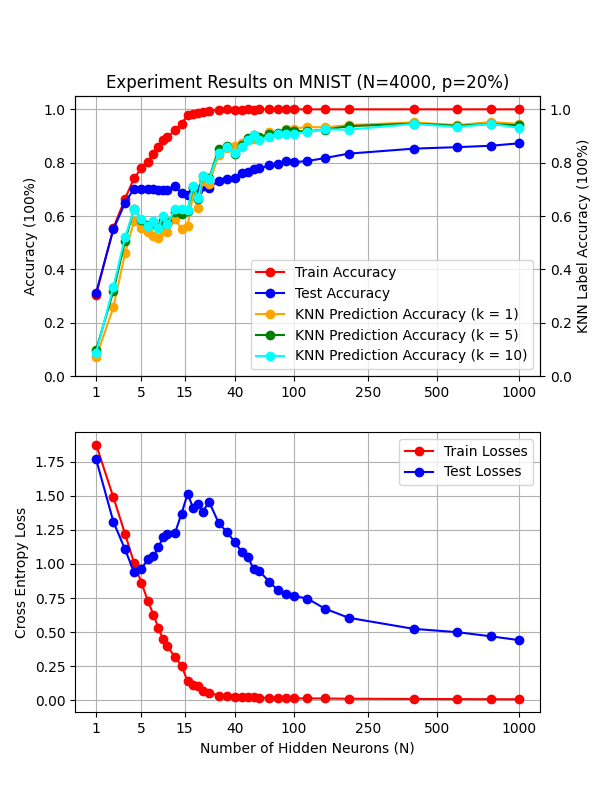 Experiment Results on MNIST (N=4000, p=20%)
Accuracy (100%)
1.0
0.8
0.6
0.4
0.2
0.0
1.0
0.8
0.6
0.4
0.2
0.0
KNN Label Accuracy (100%)
Train Accuracy
Test Accuracy
KNN Prediction Accuracy (k = 1)
KNN Prediction Accuracy (k = 5)
KNN Prediction Accuracy (k = 10)
1 5 15 40 100 250 500 1000
Cross Entropy Loss
1.75
1.50
1.25
1.00
0.75
0.50
0.25
0.00
Train Losses
Test Losses
1 5 15 40 100 250 500 1000
Number of Hidden Neurons (N)